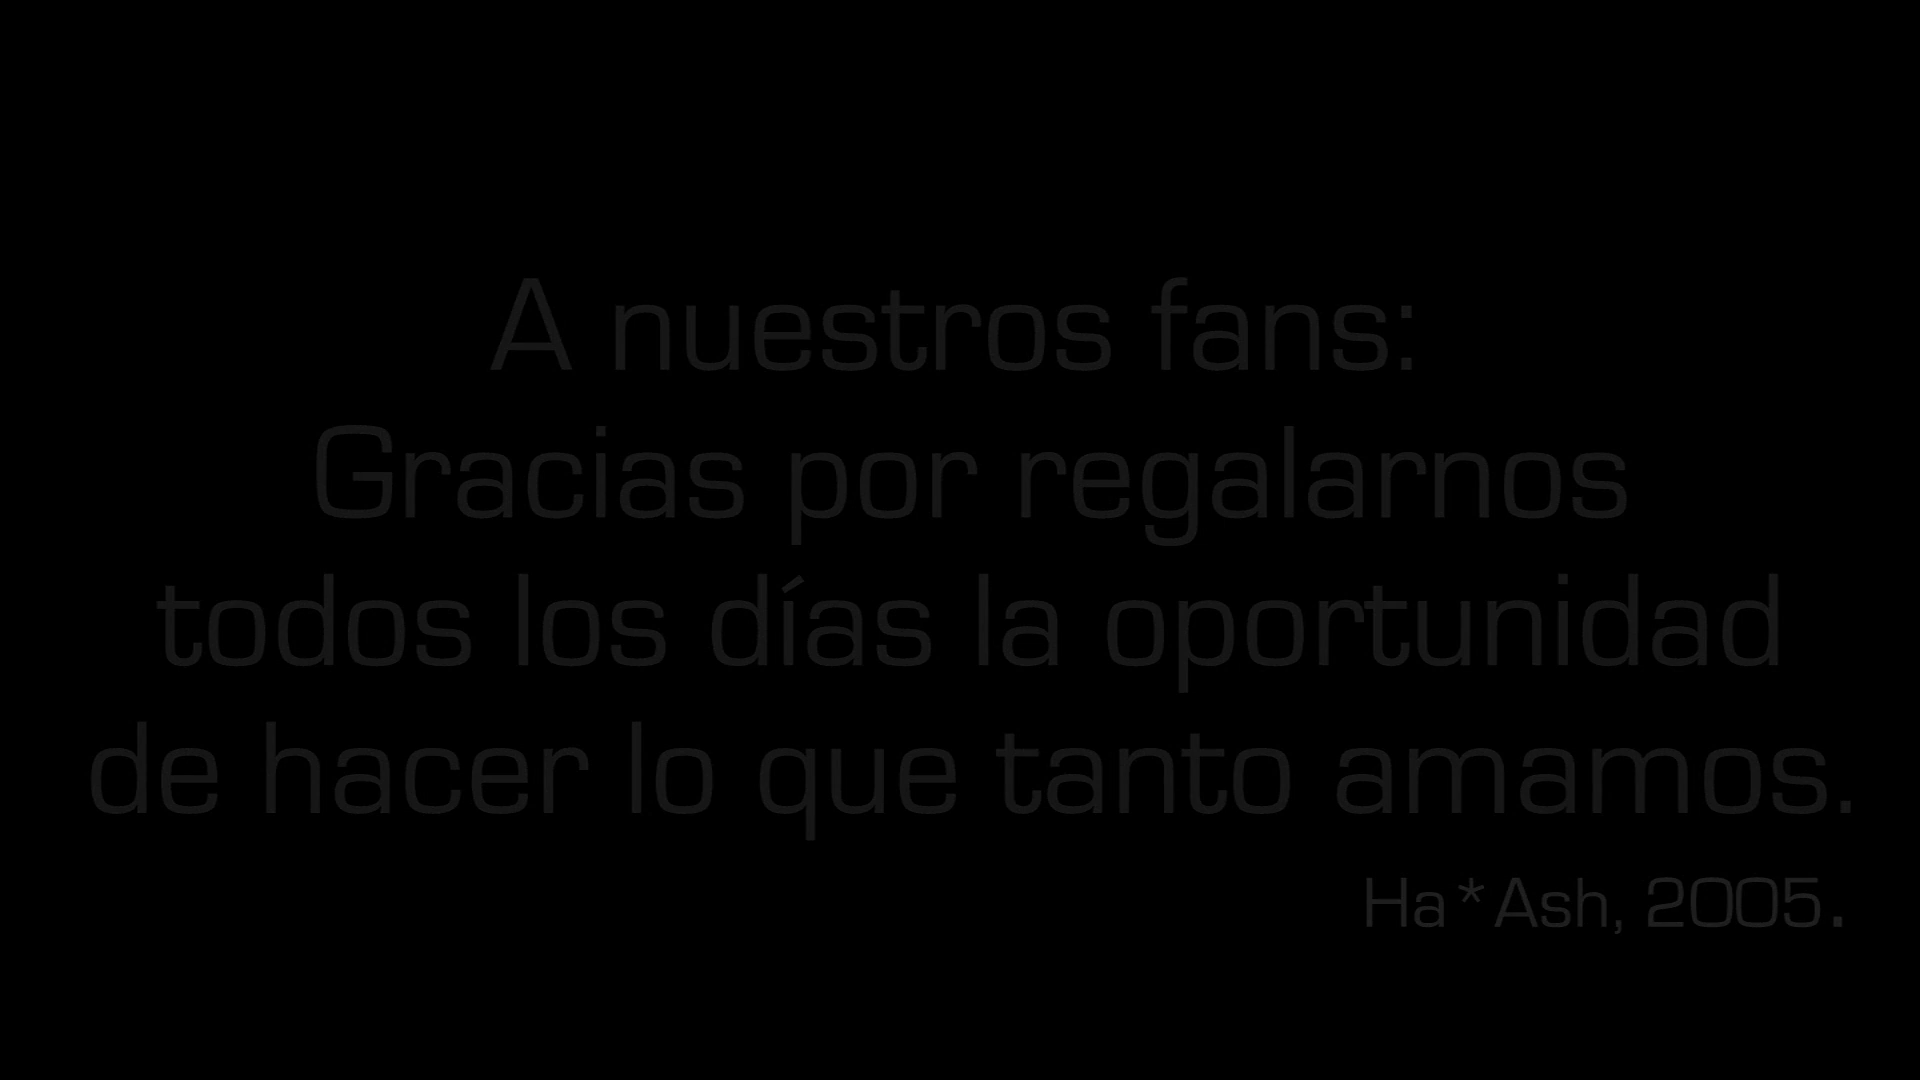 A nuestros fans:
Gracias por regalarnos
todos los días la oportunidad
de hacer lo que tanto amamos.
Ha*Ash, 2005.